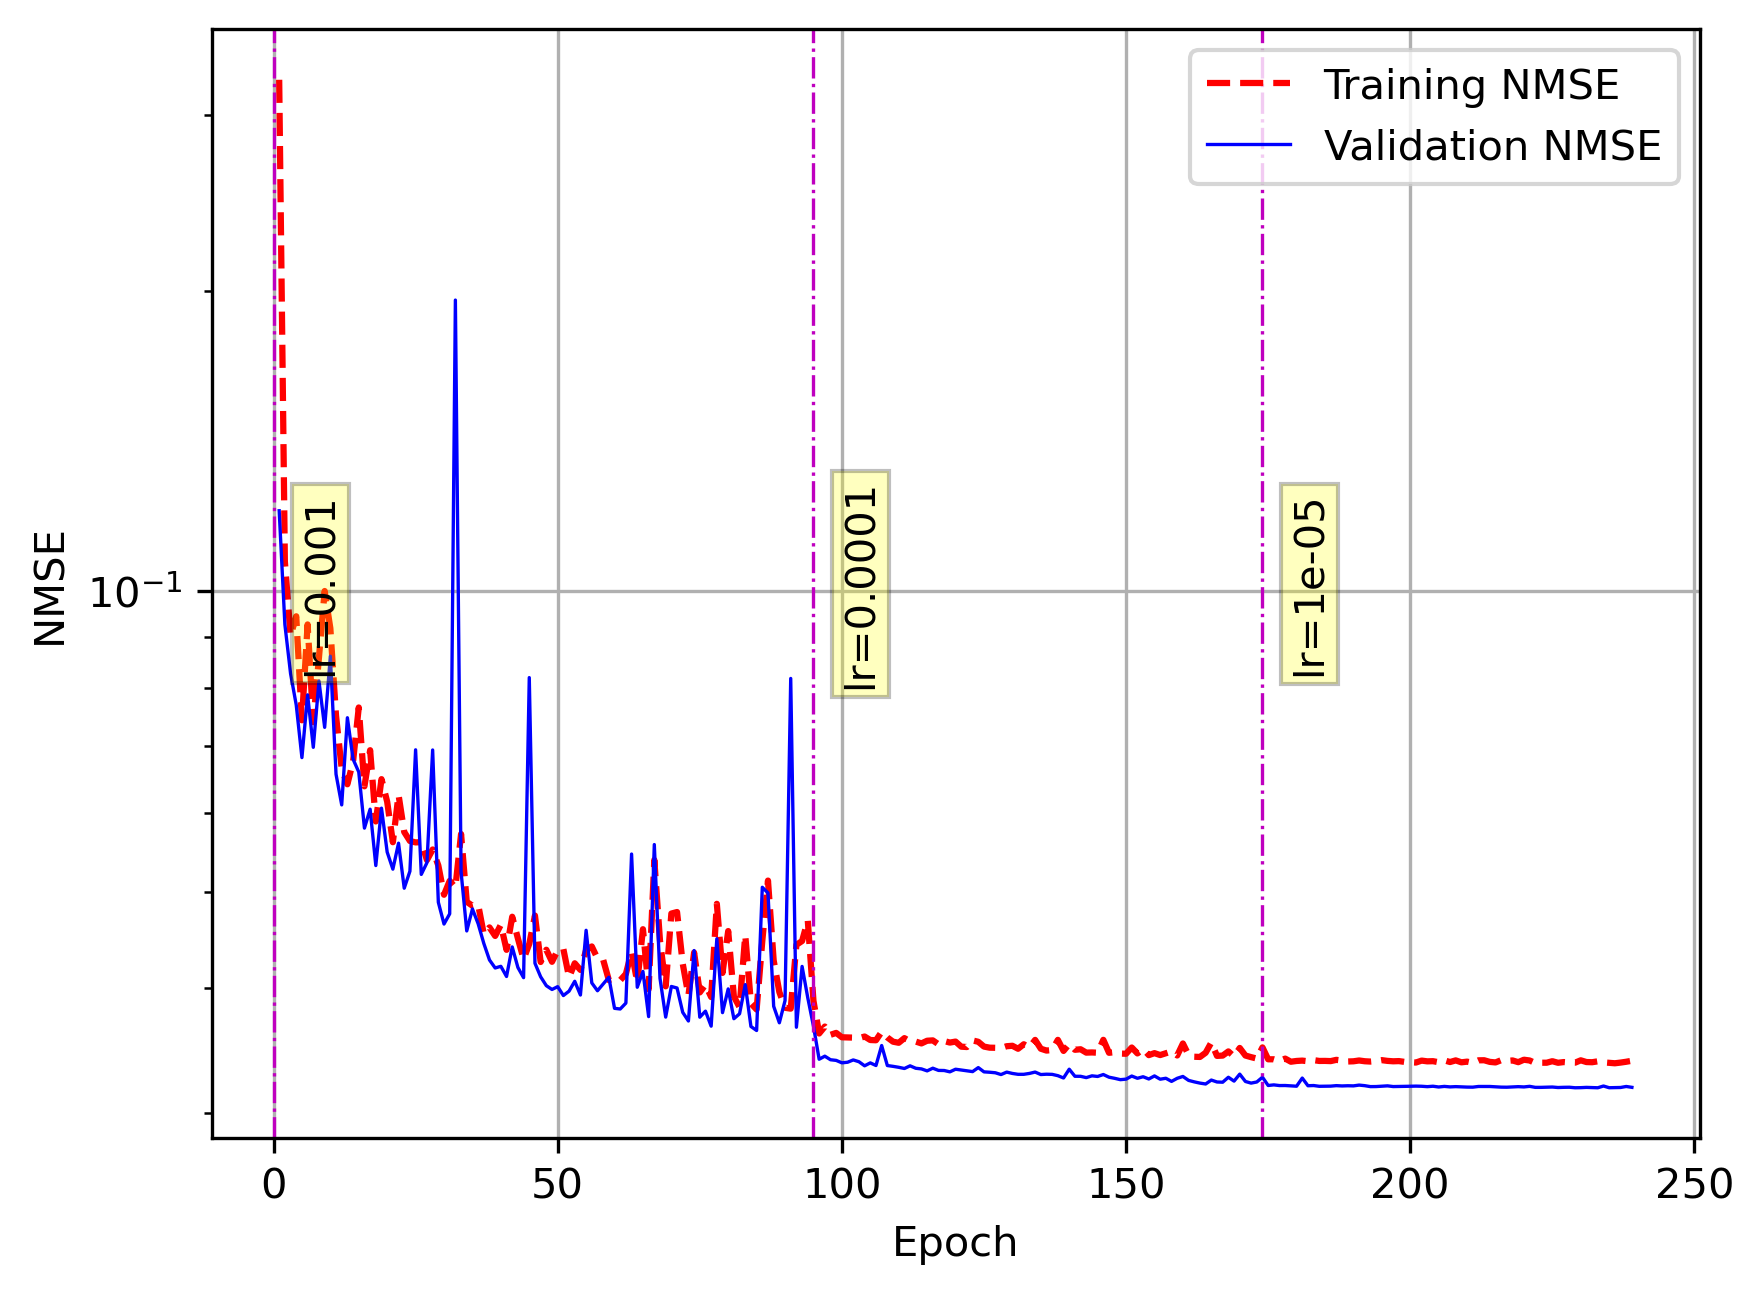 Training NMSE
Validation NMSE
NMSE
10⁻¹
lr=0.001
lr=0.0001
lr=1e-05
0 50 100 150 200 250
Epoch